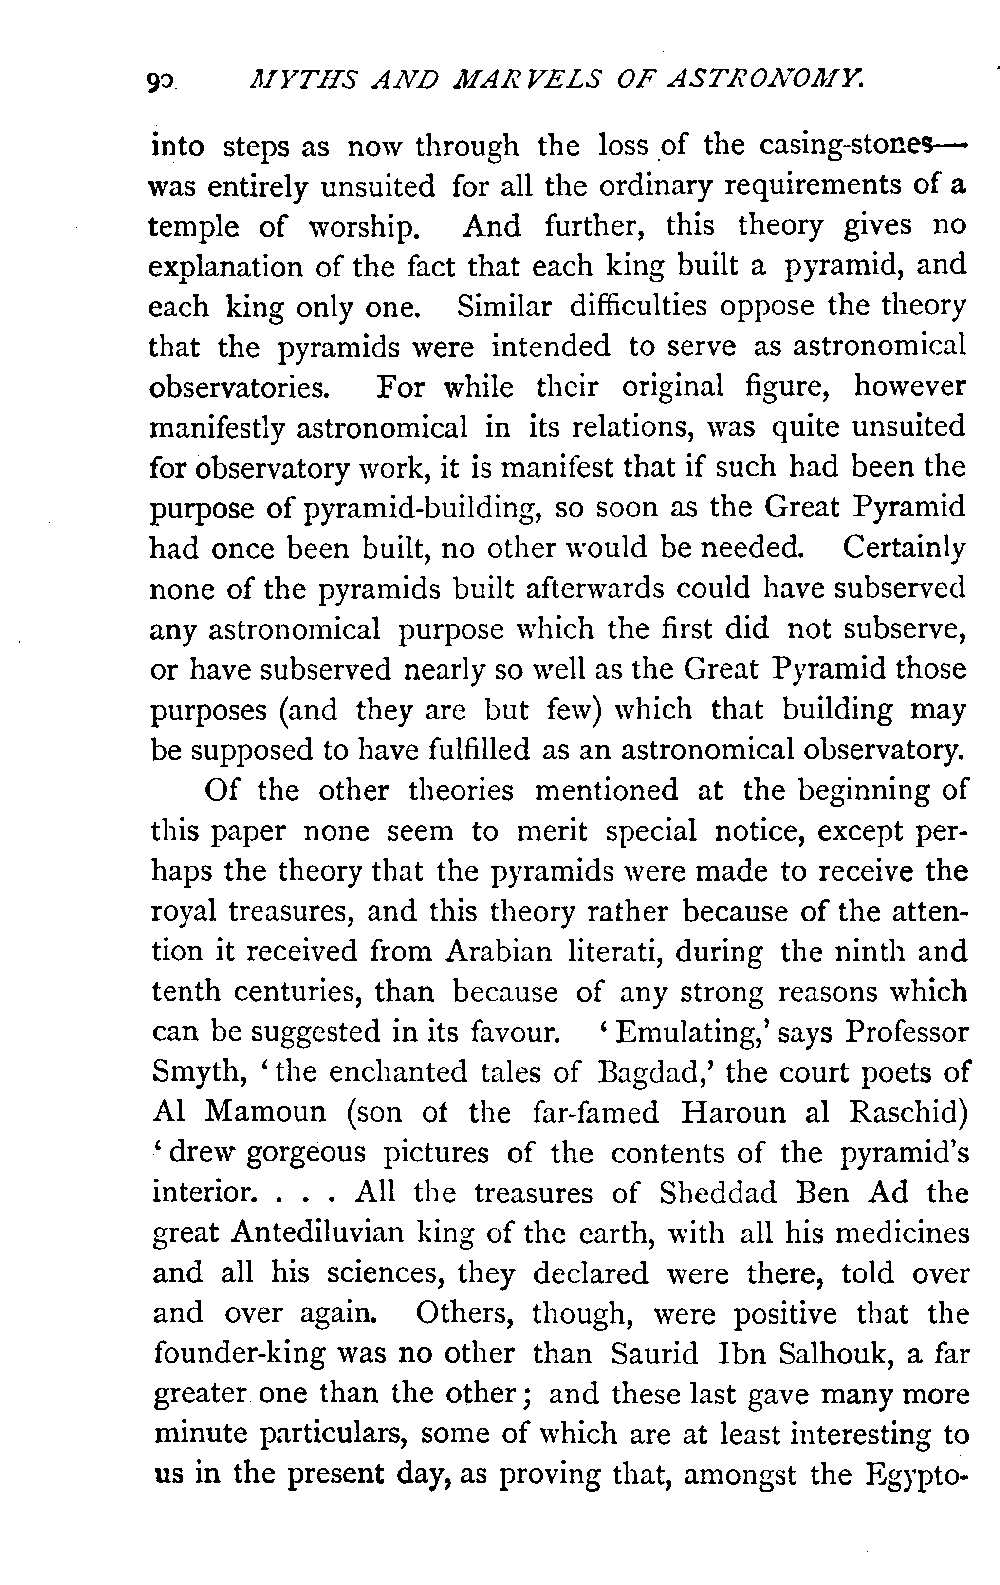 90 MYTHS AND MARVELS OF ASTRONOMY.
into steps as now through the loss of the casing-stones—
was entirely unsuited for all the ordinary requirements of a
temple of worship. And further, this theory gives no
explanation of the fact that each king built a pyramid, and
each king only one. Similar difficulties oppose the theory
that the pyramids were intended to serve as astronomical
observatories. For while their original figure, however
manifestly astronomical in its relations, was quite unsuited
for observatory work, it is manifest that if such had been the
purpose of pyramid-building, so soon as the Great Pyramid
had once been built, no other would be needed. Certainly
none of the pyramids built afterwards could have subserved
any astronomical purpose which the first did not subserve,
or have subserved nearly so well as the Great Pyramid those
purposes (and they are but few) which that building may
be supposed to have fulfilled as an astronomical observatory.
Of the other theories mentioned at the beginning of
this paper none seem to merit special notice, except per-
haps the theory that the pyramids were made to receive the
royal treasures, and this theory rather because of the atten-
tion it received from Arabian literati, during the ninth and
tenth centuries, than because of any strong reasons which
can be suggested in its favour. ‘Emulating,’ says Professor
Smyth, ‘the enchanted tales of Bagdad,’ the court poets of
Al Mamoun (son of the far-famed Haroun al Raschid)
‘drew gorgeous pictures of the contents of the pyramid’s
interior. . . . All the treasures of Sheddad Ben Ad the
great Antediluvian king of the earth, with all his medicines
and all his sciences, they declared were there, told over
and over again. Others, though, were positive that the
founder-king was no other than Saurid Ibn Salhouk, a far
greater one than the other; and these last gave many more
minute particulars, some of which are at least interesting to
us in the present day, as proving that, amongst the Egypto-